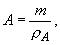 A = m / ρ_A ,